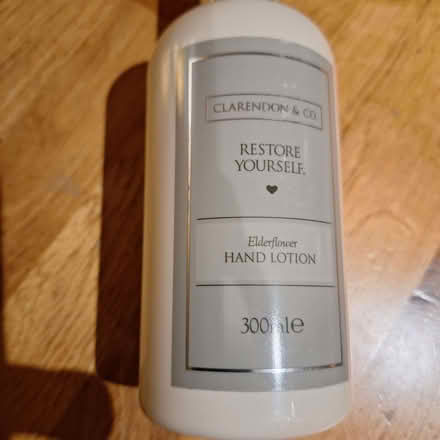 CLARENDON & CO.
RESTORE
YOURSELF.
Elderflower
HAND LOTION
300ml℮